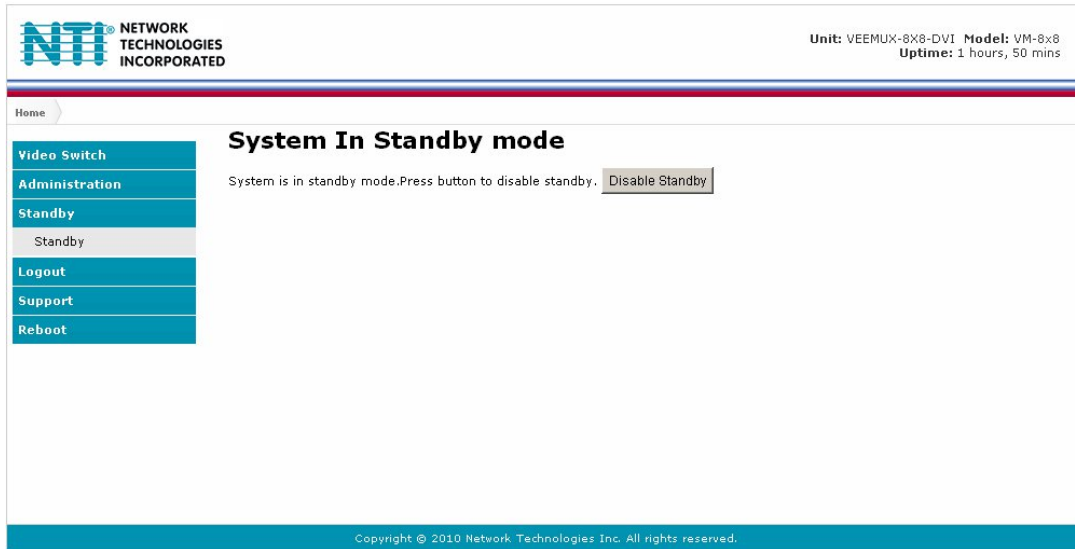 NTI® NETWORK
TECHNOLOGIES
INCORPORATED
Unit: VEEMUX-8X8-DVI Model: VM-8x8
Uptime: 1 hours, 50 mins
Home
Video Switch
Administration
Standby
Standby
Logout
Support
Reboot
System In Standby mode
System is in standby mode.Press button to disable standby. Disable Standby
Copyright @ 2010 Network Technologies Inc. All rights reserved.